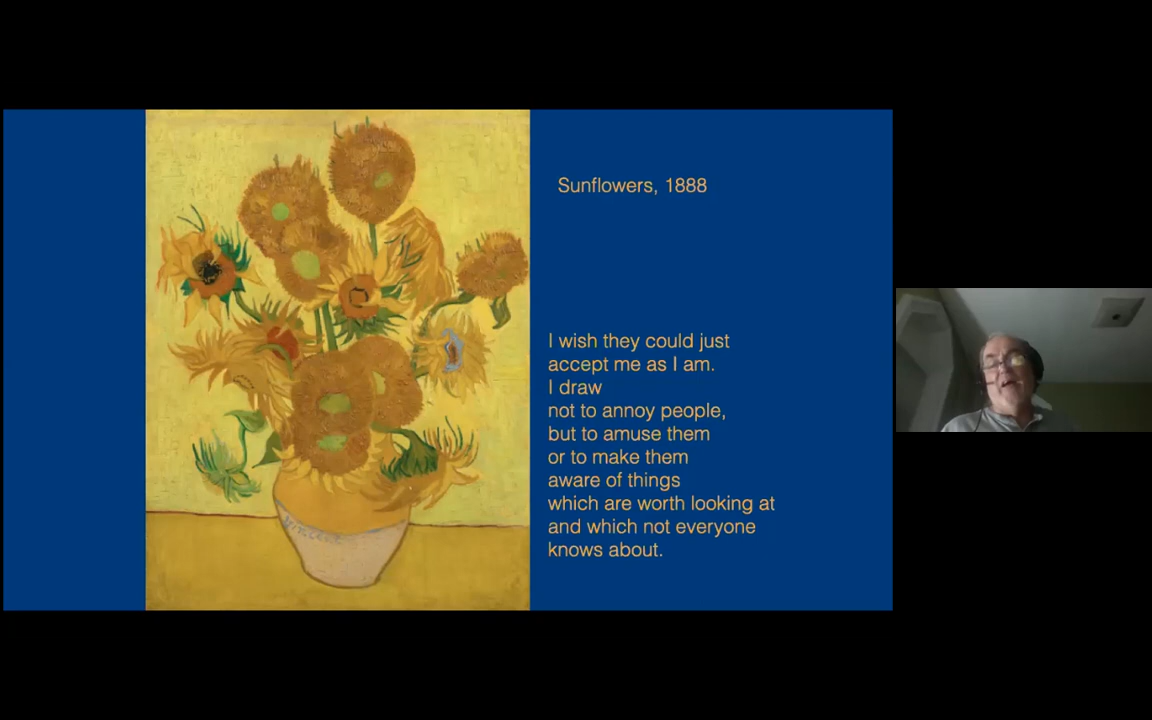 Sunflowers, 1888
I wish they could just
accept me as I am.
I draw
not to annoy people,
but to amuse them
or to make them
aware of things
which are worth looking at
and which not everyone
knows about.
Vincent